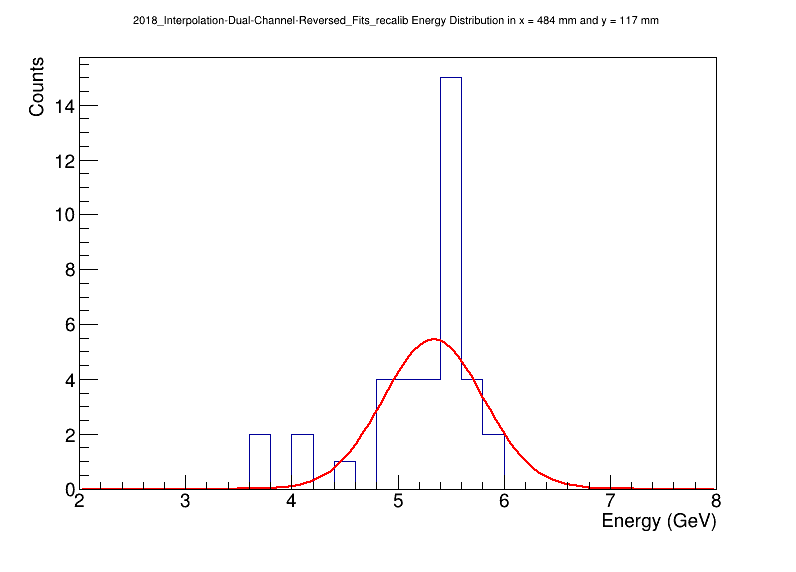 2018_Interpolation-Dual-Channel-Reversed_Fits_recalib Energy Distribution in x = 484 mm and y = 117 mm
Counts
14
12
10
8
6
4
2
0
2 3 4 5 6 7 8
Energy (GeV)